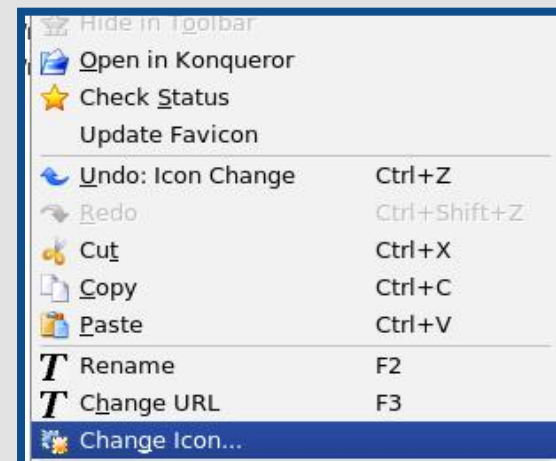 Hide in Toolbar
Open in Konqueror
Check Status
Update Favicon
Undo: Icon Change Ctrl+Z
Redo Ctrl+Shift+Z
Cut Ctrl+X
Copy Ctrl+C
Paste Ctrl+V
Rename F2
Change URL F3
Change Icon...